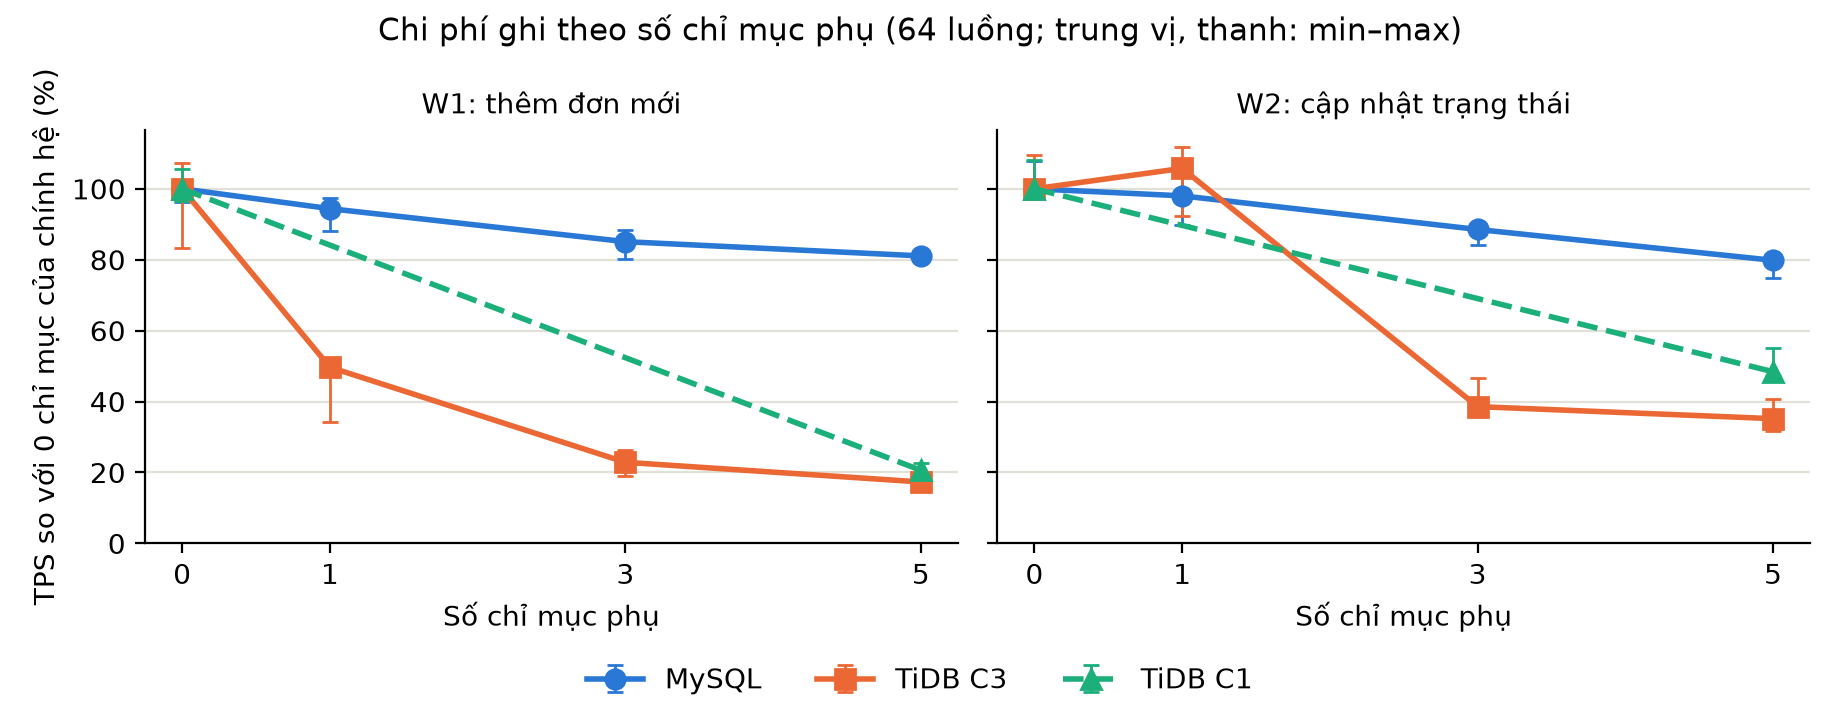 Chi phí ghi theo số chỉ mục phụ (64 luồng; trung vị, thanh: min–max)
W1: thêm đơn mới
W2: cập nhật trạng thái
TPS so với 0 chỉ mục của chính hệ (%)
100
80
60
40
20
0
0
1
3
5
0
1
3
5
Số chỉ mục phụ
Số chỉ mục phụ
MySQL
TiDB C3
TiDB C1